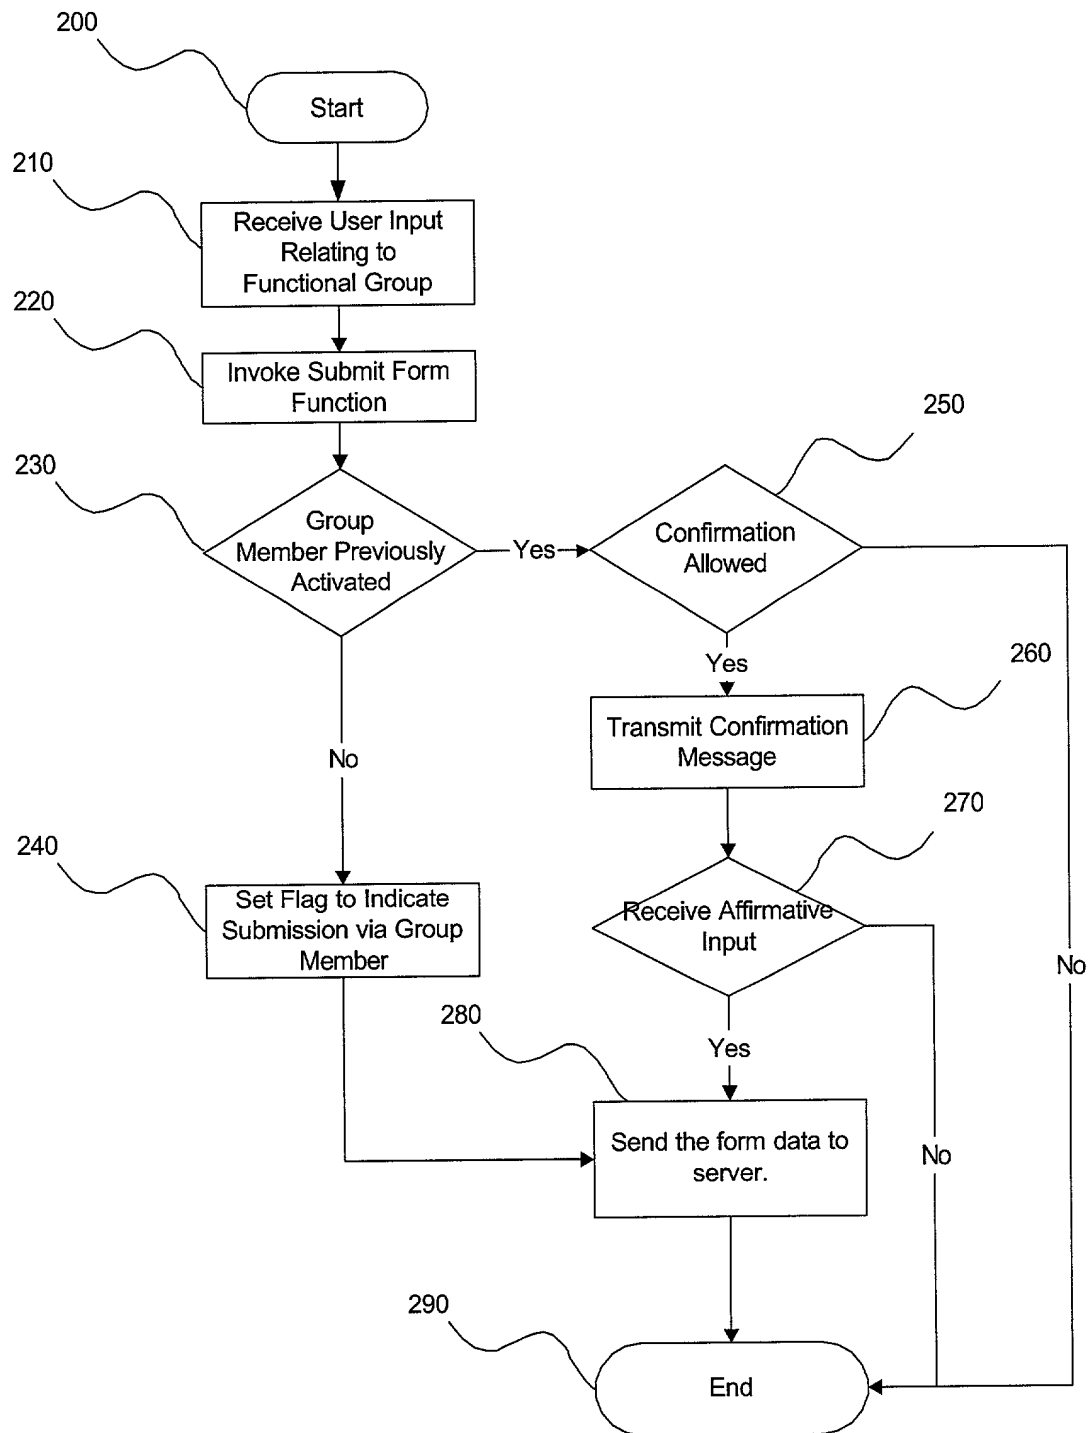 200
Start
210
Receive User Input
Relating to
Functional Group
220
Invoke Submit Form
Function
230
Group
Member Previously
Activated
Yes
250
Confirmation
Allowed
Yes
260
Transmit Confirmation
Message
No
270
240
Set Flag to Indicate
Submission via Group
Member
Receive Affirmative
Input
No
280
Yes
Send the form data to
server.
No
290
End